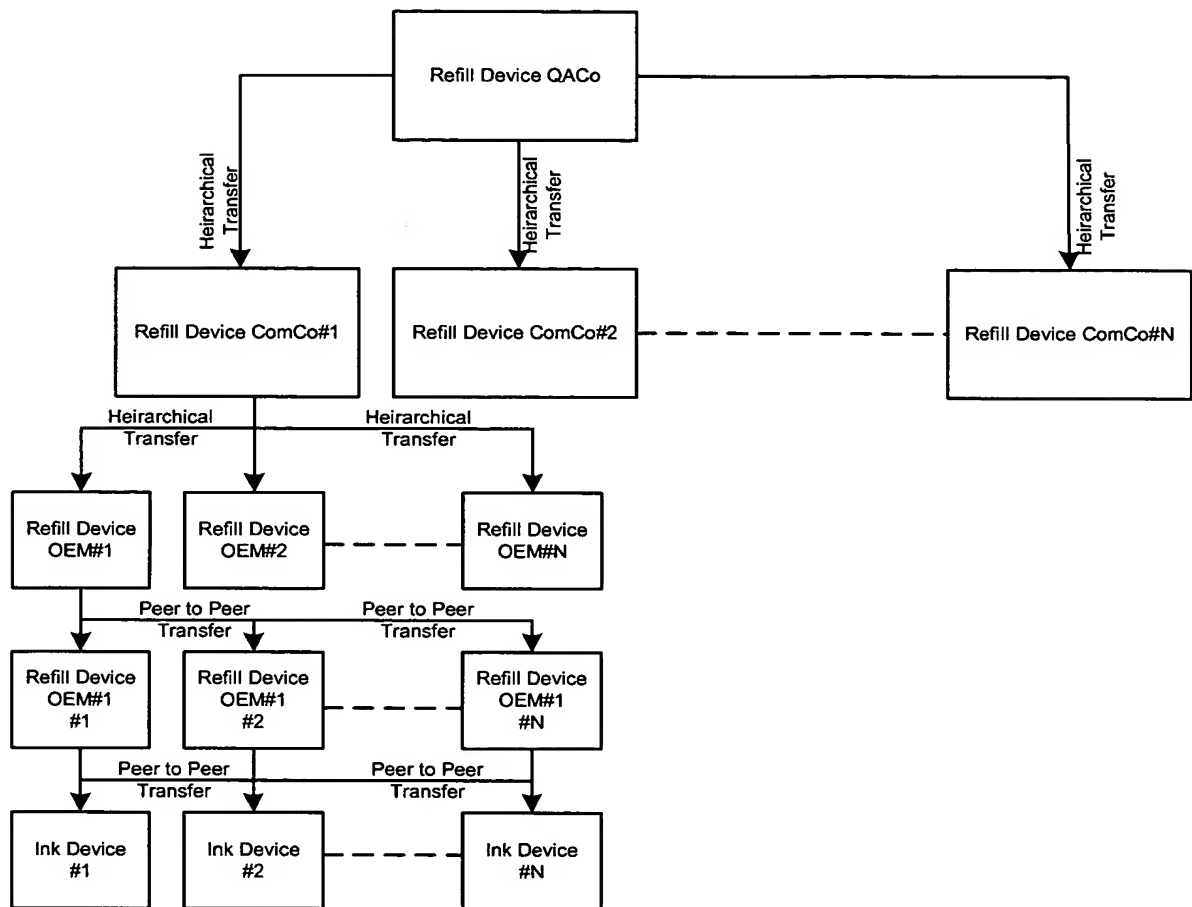 Refill Device QACo
Heirarchical
Transfer
Heirarchical
Transfer
Heirarchical
Transfer
Refill Device ComCo#1
Refill Device ComCo#2
Refill Device ComCo#N
Heirarchical
Transfer
Heirarchical
Transfer
Refill Device
OEM#1
Refill Device
OEM#2
Refill Device
OEM#N
Peer to Peer
Transfer
Peer to Peer
Transfer
Refill Device
OEM#1
#1
Refill Device
OEM#1
#2
Refill Device
OEM#1
#N
Peer to Peer
Transfer
Peer to Peer
Transfer
Ink Device
#1
Ink Device
#2
Ink Device
#N